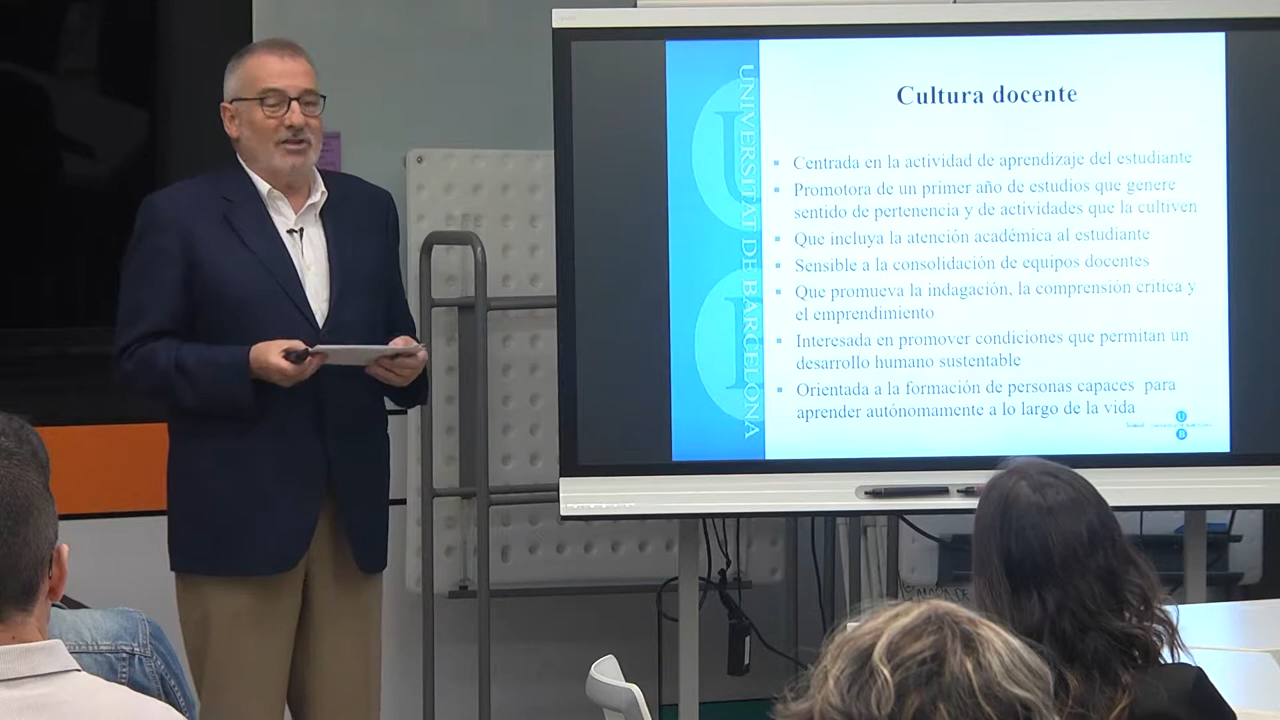 Cultura docente
Centrada en la actividad de aprendizaje del estudiante
Promotora de un primer año de estudios que genere
sentido de pertenencia y de actividades que la cultiven
Que incluya la atención académica al estudiante
Sensible a la consolidación de equipos docentes
Que promueva la indagación, la comprensión crítica y
el emprendimiento
Interesada en promover condiciones que permitan un
desarrollo humano sustentable
Orientada a la formación de personas capaces para
aprender autónomamente a lo largo de la vida
UNIVERSITAT DE BARCELONA
U
B